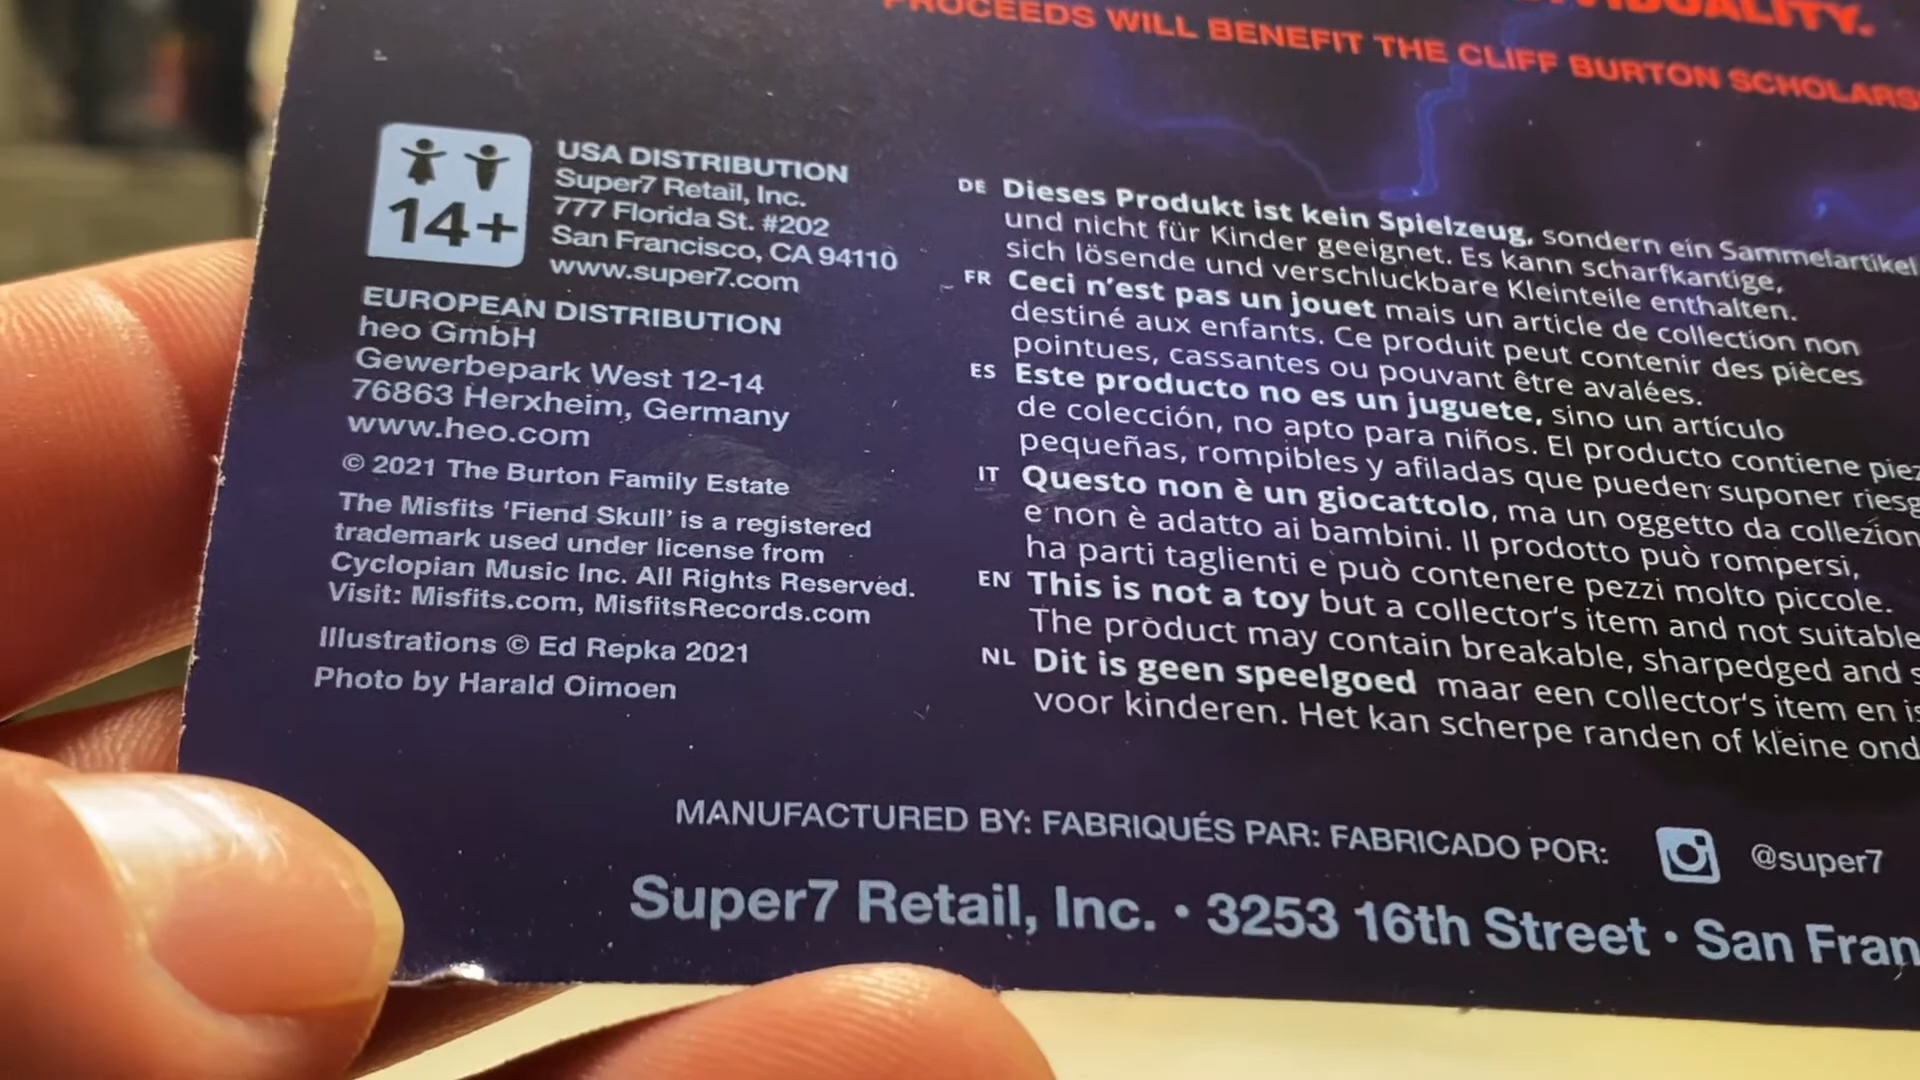 PROCEEDS WILL BENEFIT THE CLIFF BURTON
14+
USA DISTRIBUTION
Super7 Retail, Inc.
777 Florida St. #202
San Francisco, CA 94110
www.super7.com
EUROPEAN DISTRIBUTION
heo GmbH
Gewerbepark West 12-14
76863 Herxheim, Germany
www.heo.com
© 2021 The Burton Family Estate
The Misfits 'Fiend Skull' is a registered
trademark used under license from
Cyclopian Music Inc. All Rights Reserved.
Visit: Misfits.com, MisfitsRecords.com
Illustrations © Ed Repka 2021
Photo by Harald Oimoen
DE Dieses Produkt ist kein Spielzeug, sondern ein Sammelartikel
und nicht für Kinder geeignet. Es kann scharfkantige,
sich lösende und verschluckbare Kleinteile enthalten.
FR Ceci n'est pas un jouet mais un article de collection non
destiné aux enfants. Ce produit peut contenir des pièces
pointues, cassantes ou pouvant être avalées.
ES Este producto no es un juguete, sino un artículo
de colección, no apto para niños. El producto contiene
pequeñas, rompibles y afiladas que pueden suponer
IT Questo non è un giocattolo, ma un oggetto da
e non è adatto ai bambini. Il prodotto può rompersi,
ha parti taglienti e può contenere pezzi molto piccole.
EN This is not a toy but a collector's item and not suitable
The product may contain breakable, sharpedged and
NL Dit is geen speelgoed maar een collector's item en
voor kinderen. Het kan scherpe randen of kleine
MANUFACTURED BY: FABRIQUÉS PAR: FABRICADO POR:
@super7
Super7 Retail, Inc. • 3253 16th Street • San